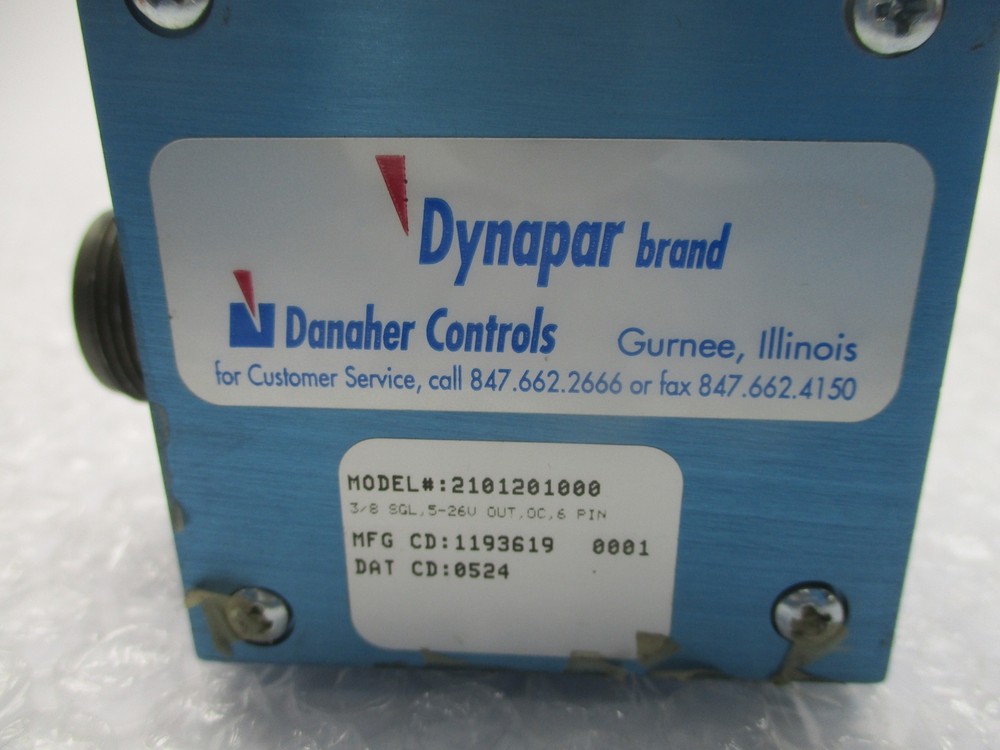 Dynapar brand
Danaher Controls Gurnee, Illinois
for Customer Service, call 847.662.2666 or fax 847.662.4150
MODEL#:2101201000
3/8 SGL,5-26V OUT,OC,6 PIN
MFG CD:1193619 0001
DAT CD:0524